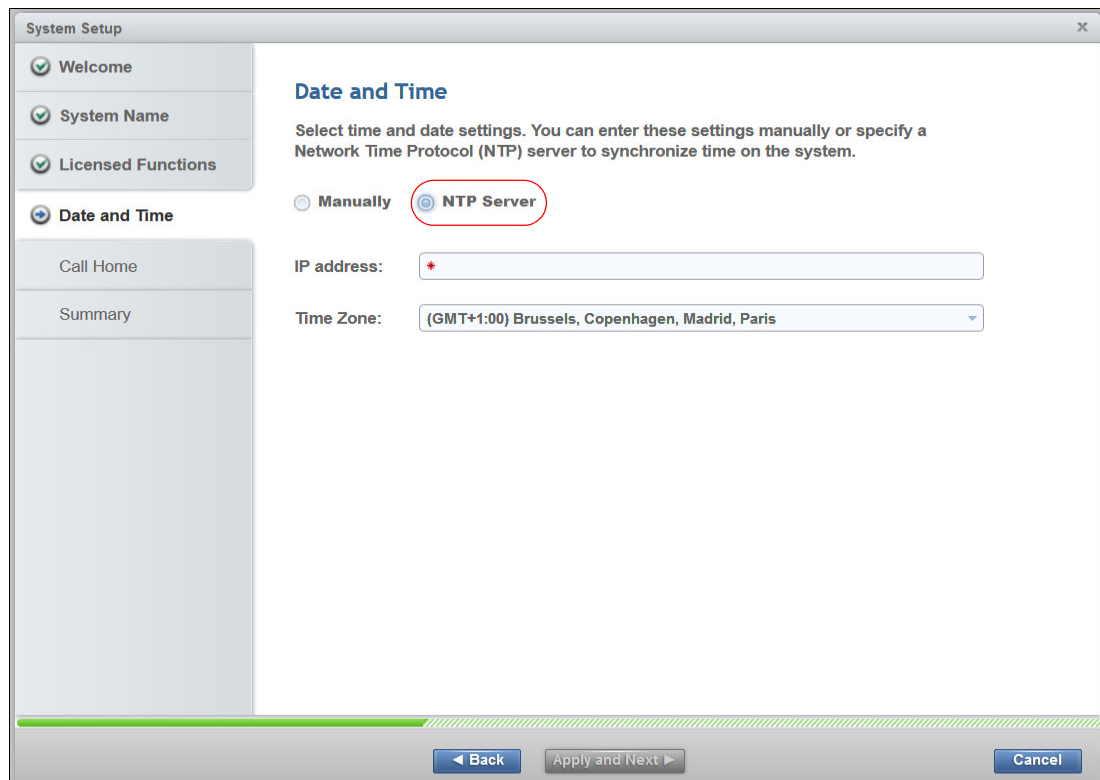 System Setup
Welcome
System Name
Licensed Functions
Date and Time
Call Home
Summary
Date and Time
Select time and date settings. You can enter these settings manually or specify a
Network Time Protocol (NTP) server to synchronize time on the system.
Manually NTP Server
IP address: *
Time Zone: (GMT+1:00) Brussels, Copenhagen, Madrid, Paris
Back Apply and Next Cancel